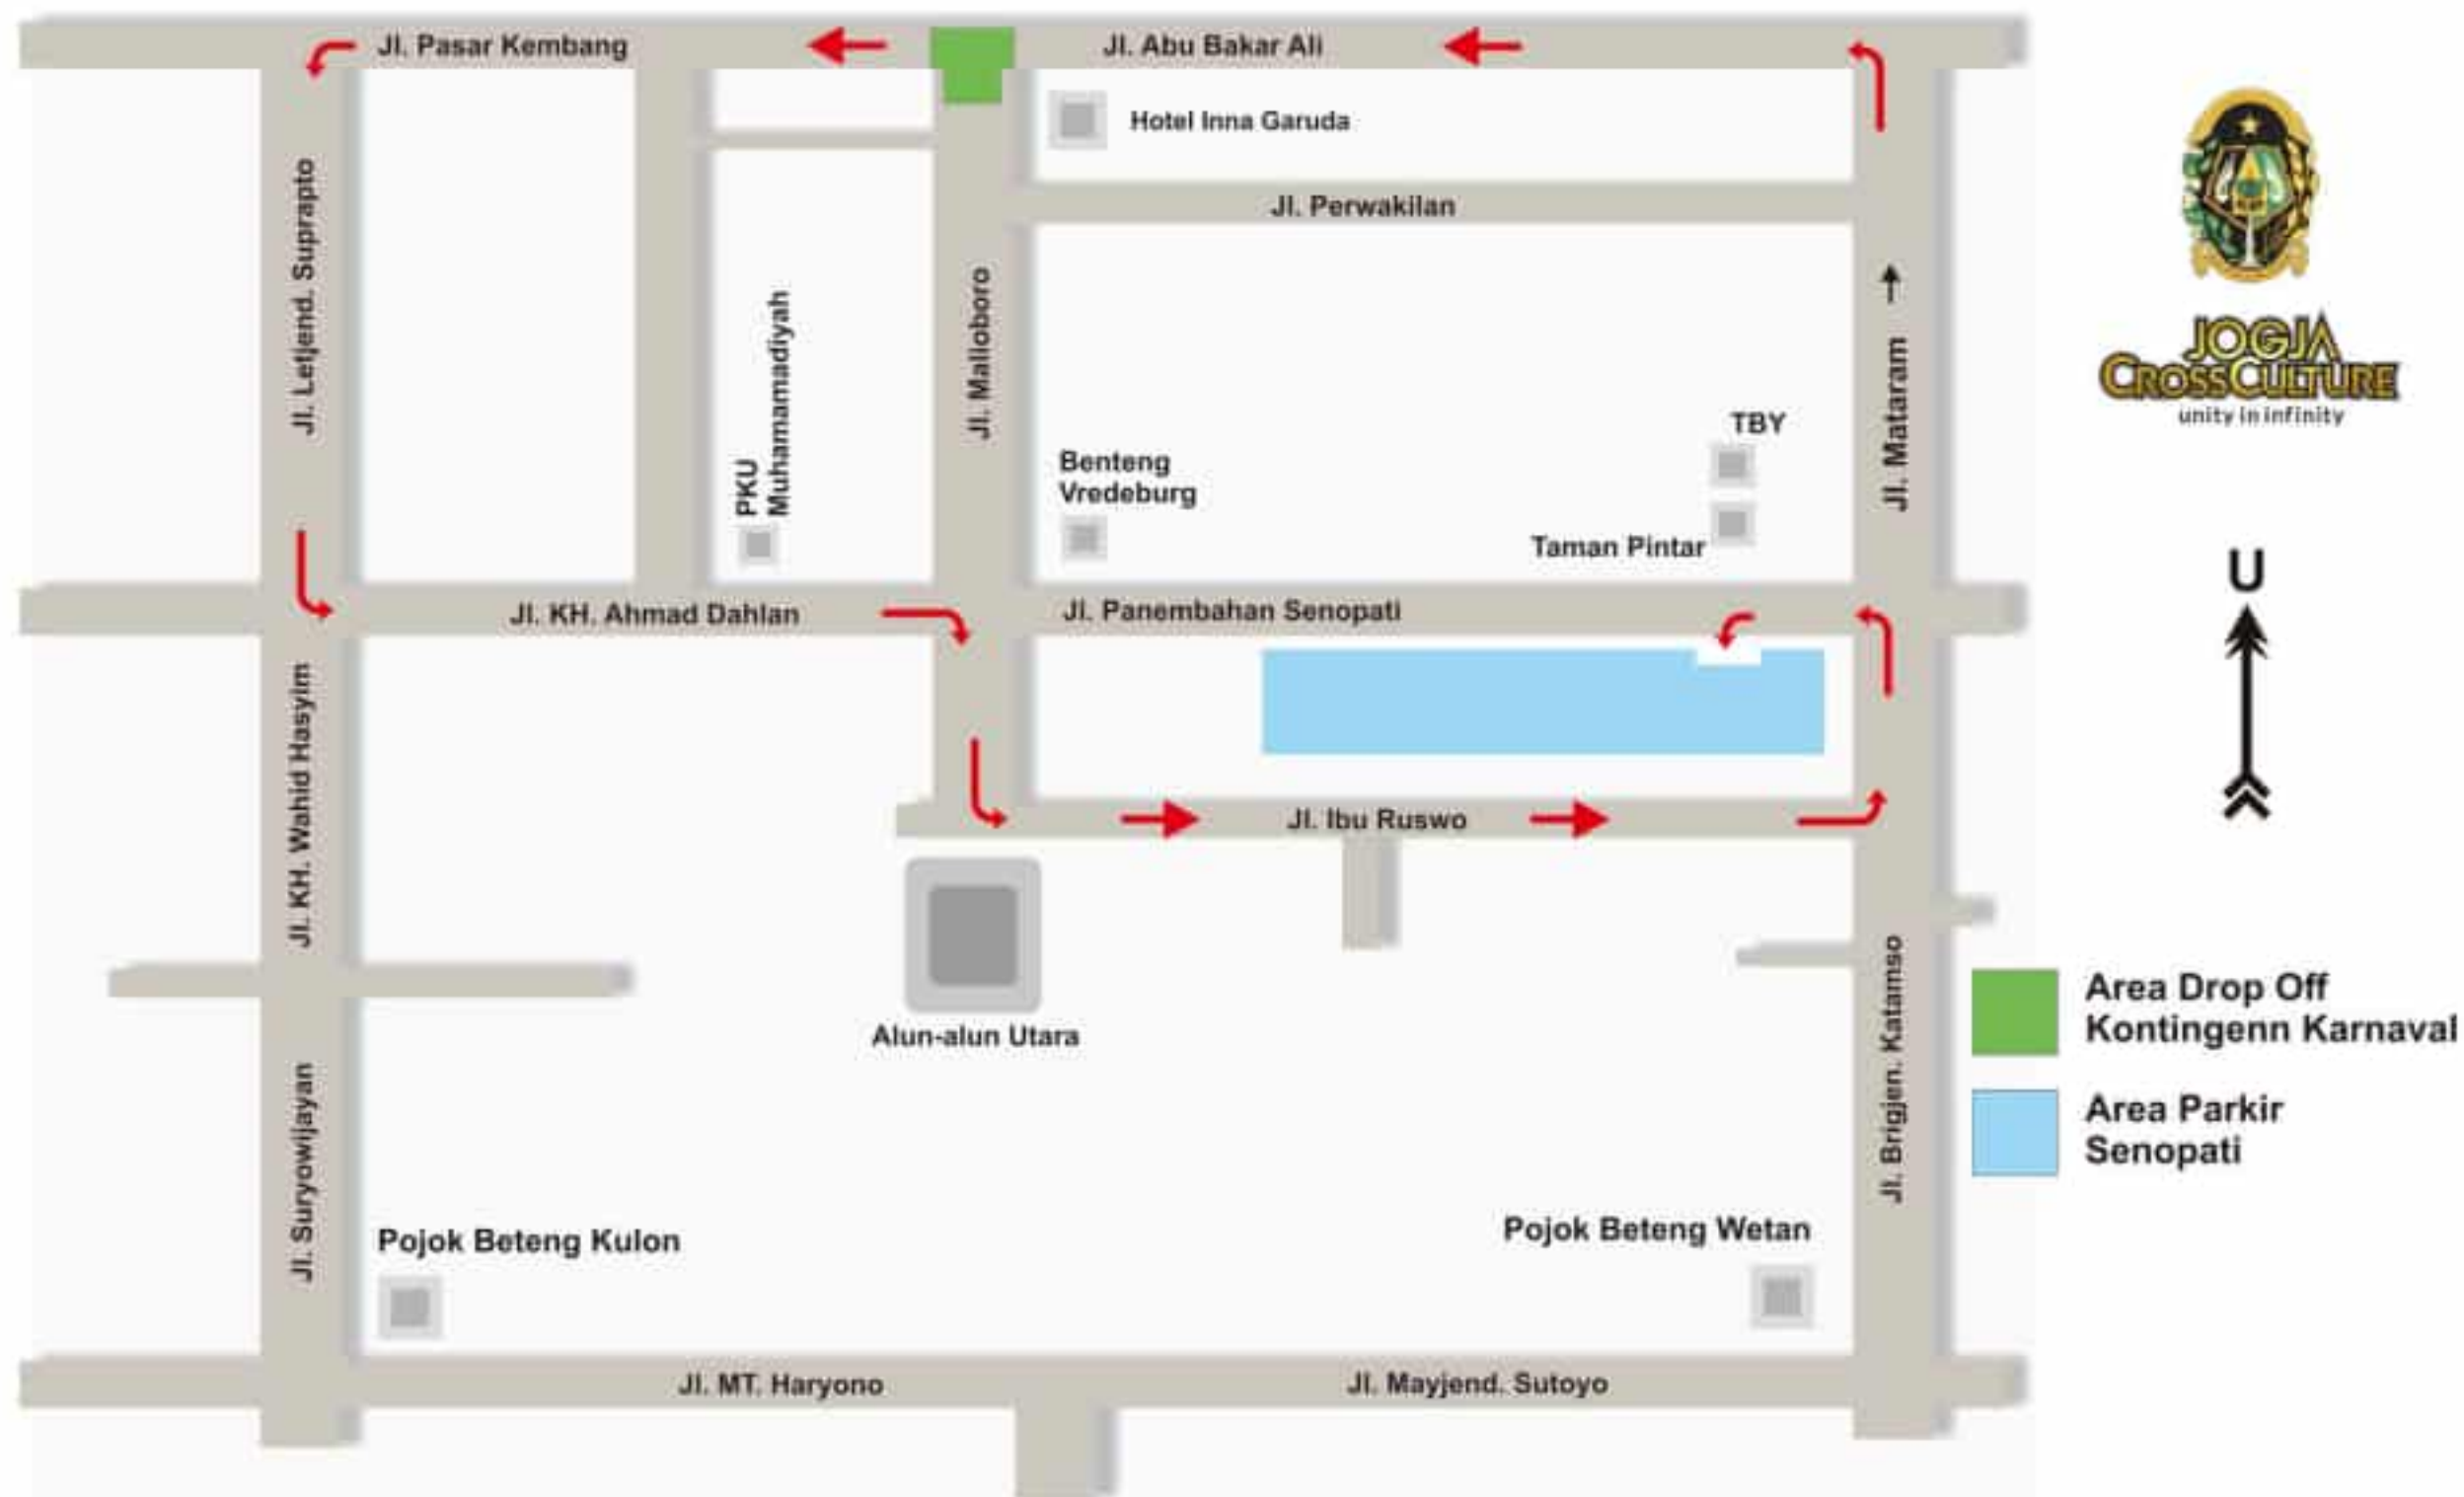 Jl. Pasar Kembang
Jl. Abu Bakar Ali
Hotel Inna Garuda
Jl. Perwakilan
Jl. Letjend. Suprapto
PKU
Muhamamadiyah
Jl. Malioboro
Benteng
Vredeburg
TBY
Taman Pintar
Jl. Mataram
JOGJA
CROSSCULTURE
unity in infinity
U
Jl. KH. Ahmad Dahlan
Jl. Panembahan Senopati
Jl. KH. Wahid Hasyim
Jl. Ibu Ruswo
Alun-alun Utara
Jl. Brigjen. Katamso
Area Drop Off
Kontingenn Karnaval
Area Parkir
Senopati
Jl. Suryowijayan
Pojok Beteng Kulon
Pojok Beteng Wetan
Jl. MT. Haryono
Jl. Mayjend. Sutoyo